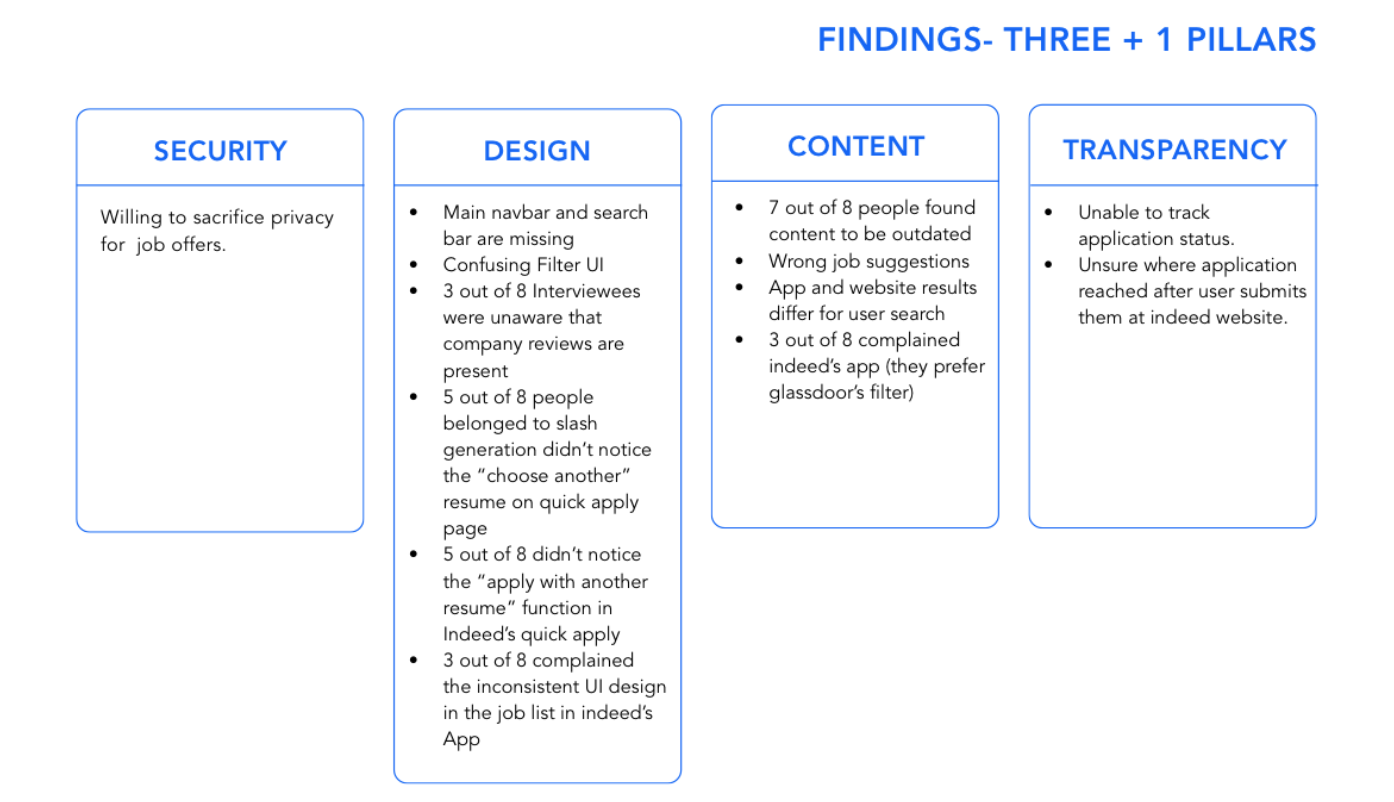 FINDINGS- THREE + 1 PILLARS
SECURITY
Willing to sacrifice privacy
for  job offers.
DESIGN
• Main navbar and search
bar are missing
• Confusing Filter UI
• 3 out of 8 Interviewees
were unaware that
company reviews are
present
• 5 out of 8 people
belonged to slash
generation didn’t notice
the “choose another”
resume on quick apply
page
• 5 out of 8 didn’t notice
the “apply with another
resume” function in
Indeed’s quick apply
• 3 out of 8 complained
the inconsistent UI design
in the job list in indeed’s
App
CONTENT
• 7 out of 8 people found
content to be outdated
• Wrong job suggestions
• App and website results
differ for user search
• 3 out of 8 complained
indeed’s app (they prefer
glassdoor’s filter)
TRANSPARENCY
• Unable to track
application status.
• Unsure where application
reached after user submits
them at indeed website.